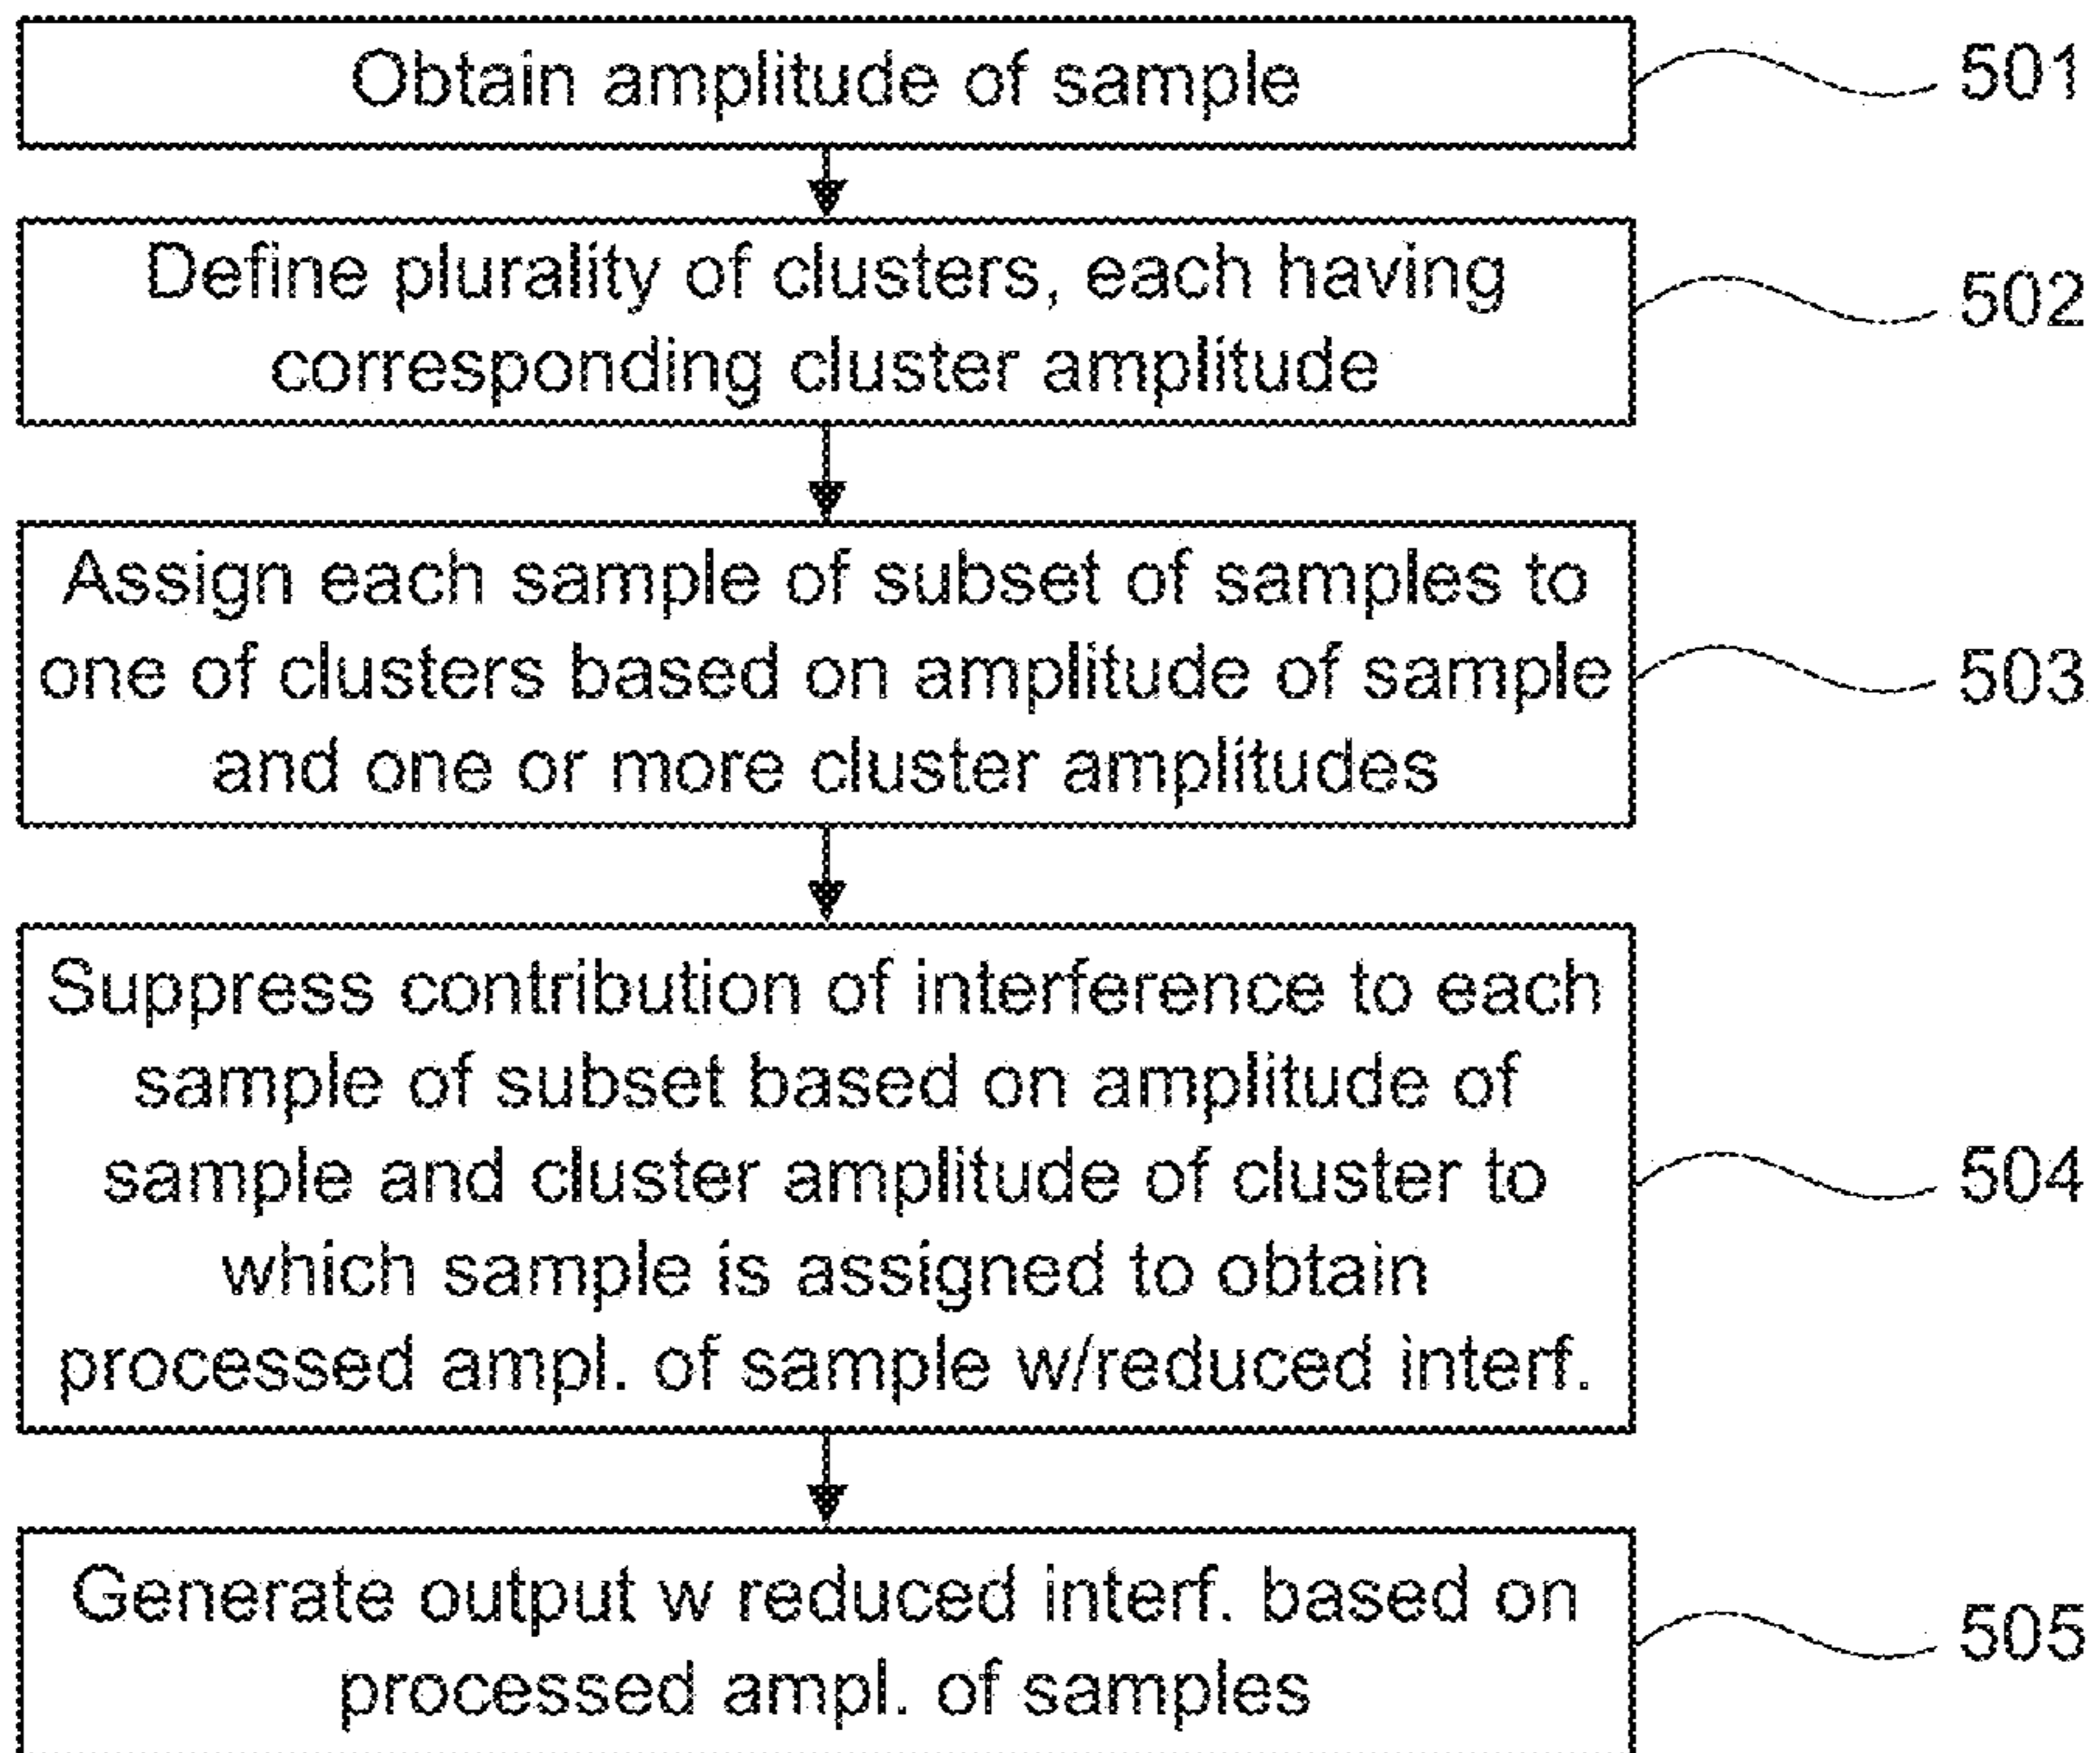 Obtain amplitude of sample
501
Define plurality of clusters, each having
corresponding cluster amplitude
502
Assign each sample of subset of samples to
one of clusters based on amplitude of sample
and one or more cluster amplitudes
503
Suppress contribution of interference to each
sample of subset based on amplitude of
sample and cluster amplitude of cluster to
which sample is assigned to obtain
processed ampl. of sample w/reduced interf.
504
Generate output w reduced interf. based on
processed ampl. of samples
505